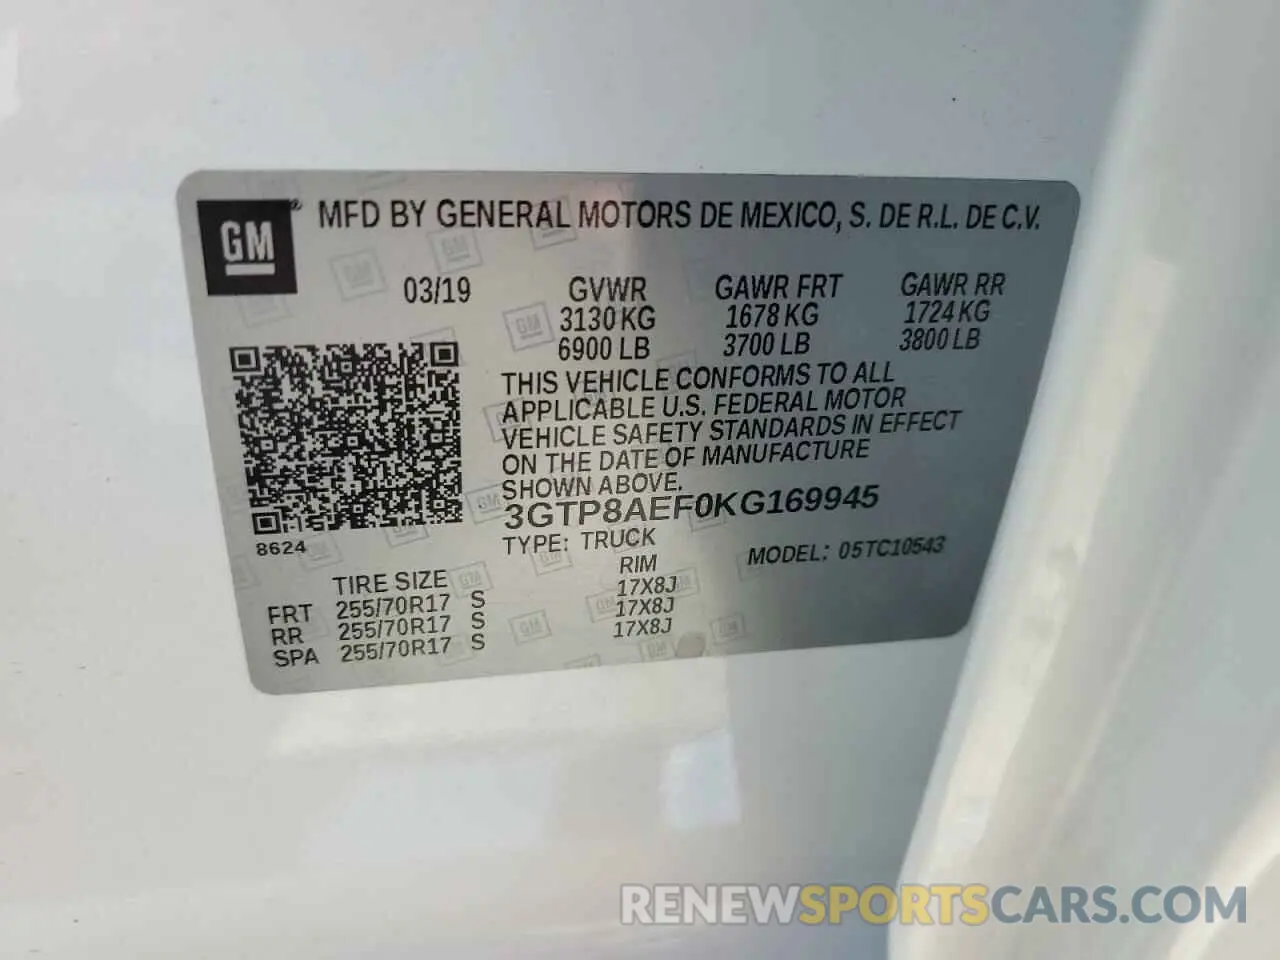 GM® MFD BY GENERAL MOTORS DE MEXICO, S. DE R.L. DE C.V.
03/19 GVWR GAWR FRT GAWR RR
3130 KG 1678 KG 1724 KG
6900 LB 3700 LB 3800 LB
THIS VEHICLE CONFORMS TO ALL
APPLICABLE U.S. FEDERAL MOTOR
VEHICLE SAFETY STANDARDS IN EFFECT
ON THE DATE OF MANUFACTURE
SHOWN ABOVE.
3GTP8AEF0KG169945
8624 TYPE: TRUCK MODEL: 05TC10543
TIRE SIZE RIM
FRT 255/70R17 S 17X8J
RR 255/70R17 S 17X8J
SPA 255/70R17 S 17X8J
RENEWSPORTSCARS.COM